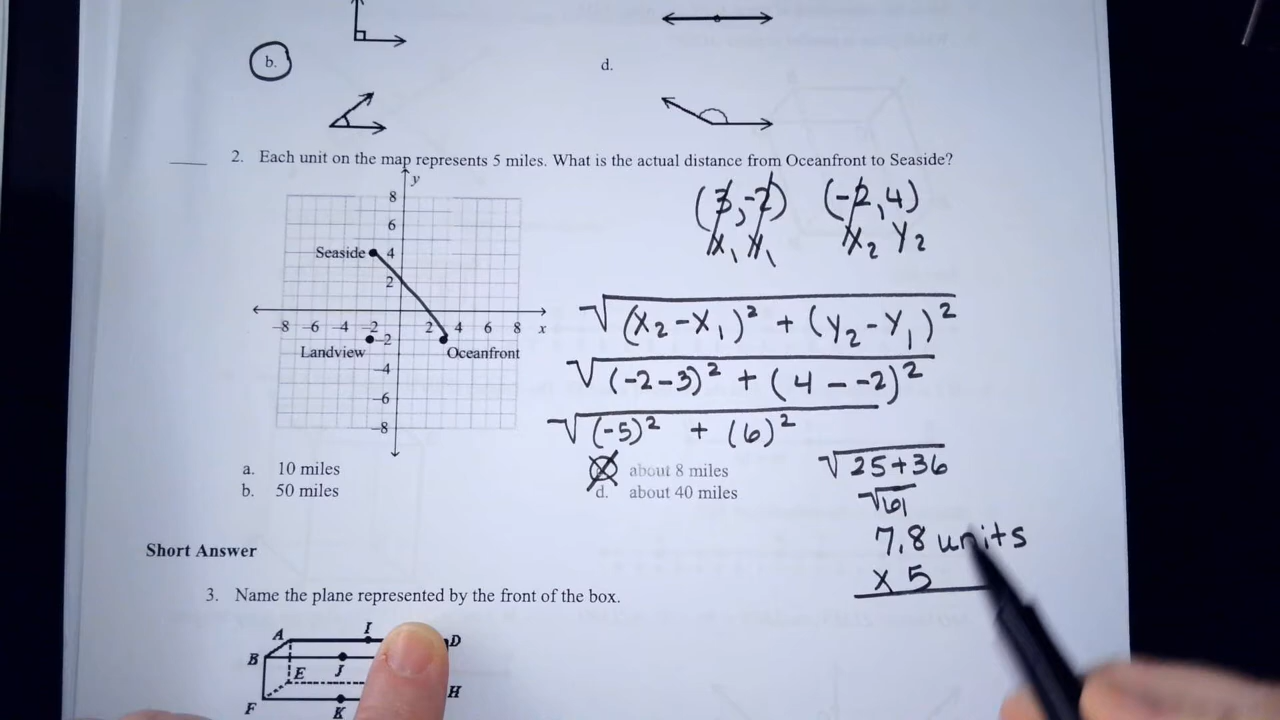 b.
d.
2. Each unit on the map represents 5 miles. What is the actual distance from Oceanfront to Seaside?
y
8
6
Seaside 4
2
-8 -6 -4 -2 2 4 6 8 x
Landview -2 Oceanfront
-4
-6
-8
(3,-2) (-2,4)
X₁ Y₁ X₂ Y₂
√(X₂-X₁)² + (Y₂-Y₁)²
√(-2-3)² + (4--2)²
√(-5)² + (6)²
√25+36
√61
7.8 units
x 5
a. 10 miles
about 8 miles
b. 50 miles
d. about 40 miles
Short Answer
3. Name the plane represented by the front of the box.
A I D
B J
E
H
F K